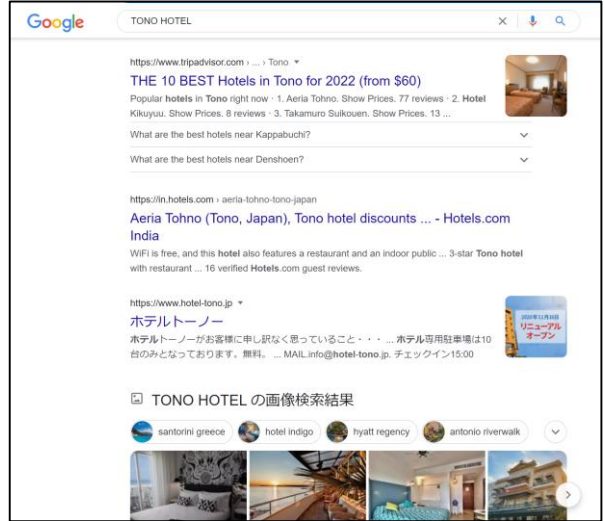 Google
TONO HOTEL
https://www.tripadvisor.com › ... › Tono
THE 10 BEST Hotels in Tono for 2022 (from $60)
Popular hotels in Tono right now · 1. Aeria Tohno. Show Prices. 77 reviews · 2. Hotel
Kikuyuu. Show Prices. 8 reviews · 3. Takamuro Suikouen. Show Prices. 13 ...
What are the best hotels near Kappabuchi?
What are the best hotels near Denshoen?
https://in.hotels.com › aeria-tohno-tono-japan
Aeria Tohno (Tono, Japan), Tono hotel discounts ... - Hotels.com
India
WiFi is free, and this hotel also features a restaurant and an indoor public ... 3-star Tono hotel
with restaurant ... 16 verified Hotels.com guest reviews.
https://www.hotel-tono.jp
ホテルトーノー
ホテルトーノーがお客様に申し訳なく思っていること・・・ ... ホテル専用駐車場は10
台のみとなっております。無料。 ... MAIL.info@hotel-tono.jp. チェックイン15:00
リニューアル
オープン
TONO HOTEL の画像検索結果
santorini greece
hotel indigo
hyatt regency
antonio riverwalk